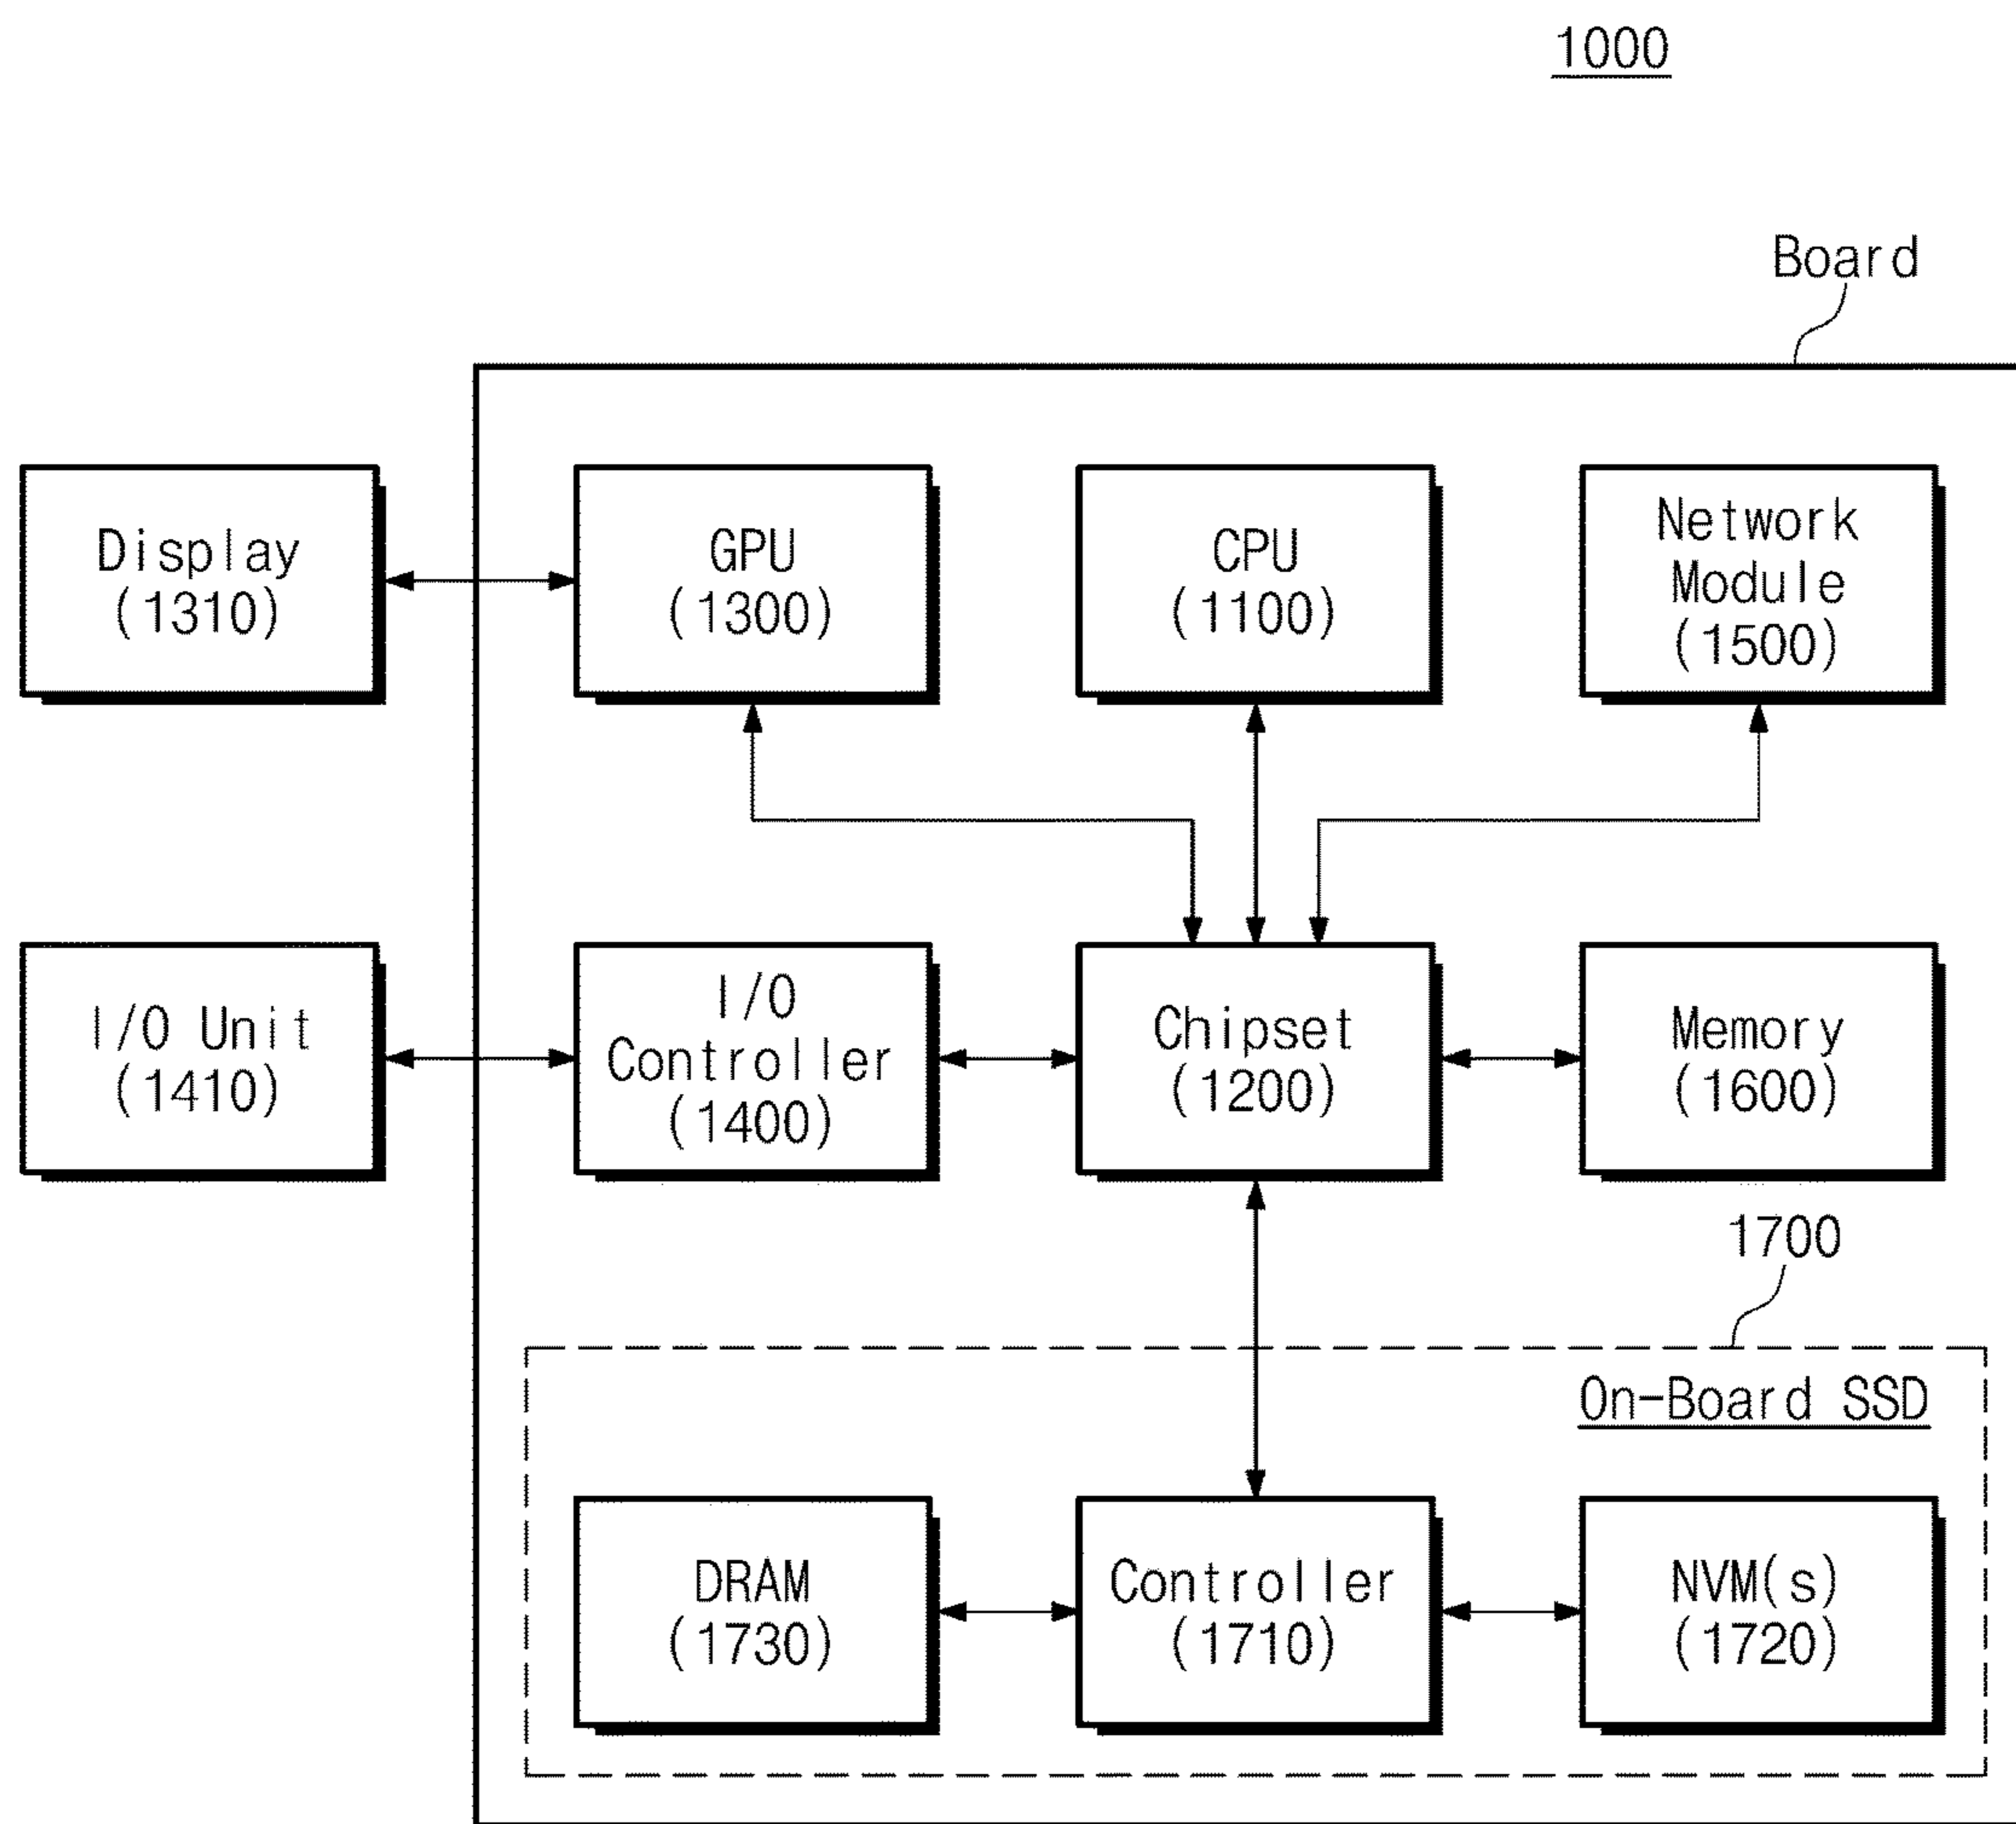 1000
Board
Display
(1310)
GPU
(1300)
CPU
(1100)
Network
Module
(1500)
I/O Unit
(1410)
I/O
Controller
(1400)
Chipset
(1200)
Memory
(1600)
1700
On-Board SSD
DRAM
(1730)
Controller
(1710)
NVM(s)
(1720)